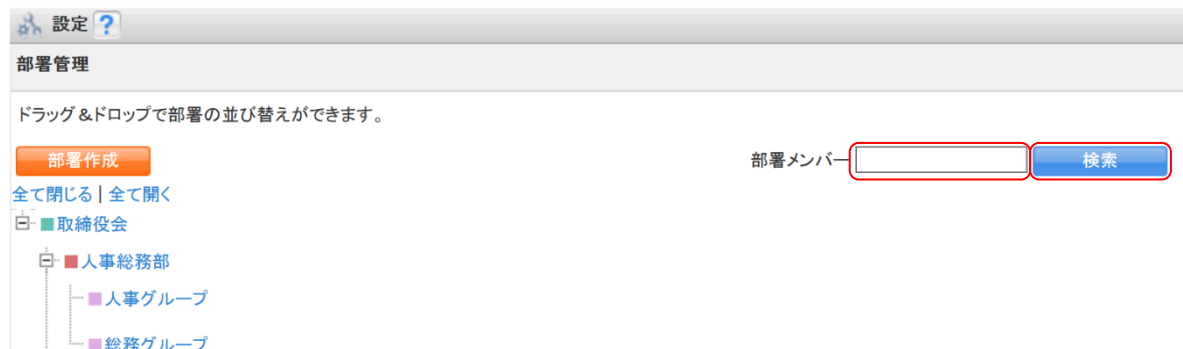 設定 ?
部署管理
ドラッグ&ドロップで部署の並び替えができます。
部署作成 部署メンバー 検索
全て閉じる | 全て開く
取締役会
人事総務部
人事グループ
総務グループ